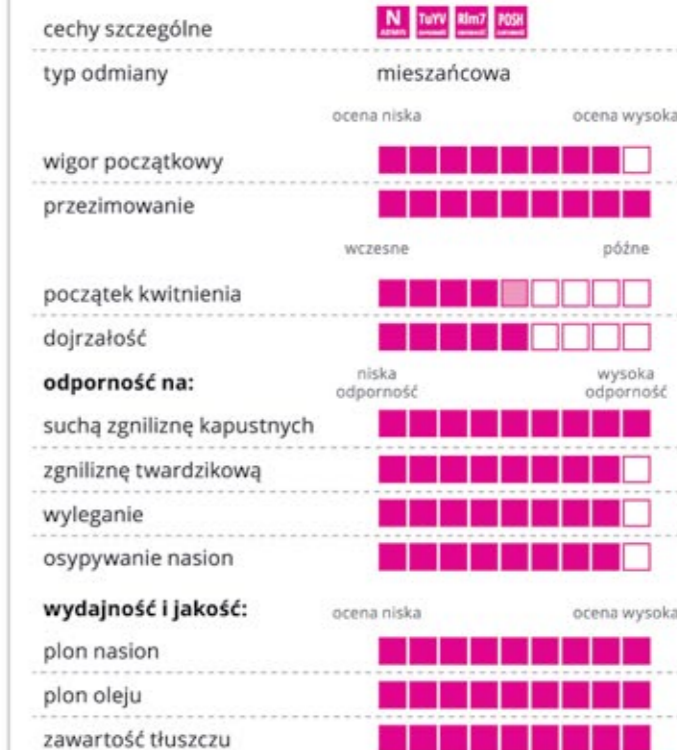 cechy szczególne N TuYV Rlm7 POSH
typ odmiany mieszańcowa
ocena niska ocena wysoka
wigor początkowy
przezimowanie
wczesne późne
początek kwitnienia
dojrzałość
odporność na: niska odporność wysoka odporność
suchą zgniliznę kapustnych
zgniliznę twardzikową
wyleganie
osypywanie nasion
wydajność i jakość: ocena niska ocena wysoka
plon nasion
plon oleju
zawartość tłuszczu